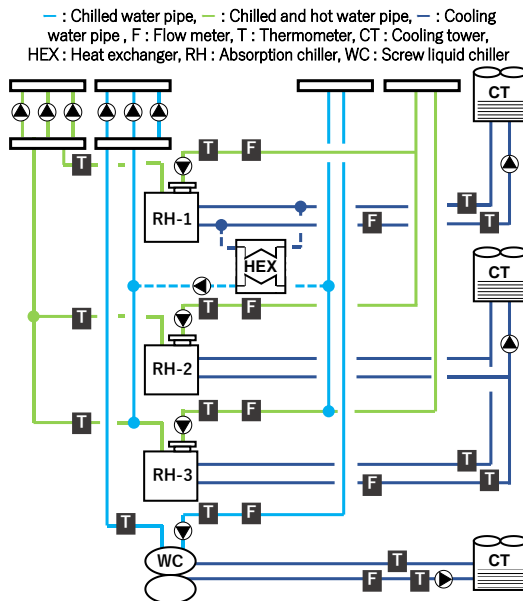 — : Chilled water pipe, — : Chilled and hot water pipe, — : Cooling
water pipe , F : Flow meter, T : Thermometer, CT : Cooling tower,
HEX : Heat exchanger, RH : Absorption chiller, WC : Screw liquid chiller
CT
T T F
T
RH-1
T
F T
HEX
CT
T F
T
RH-2
T F
T
RH-3
T
F T
T F
T
WC
T
CT
F T